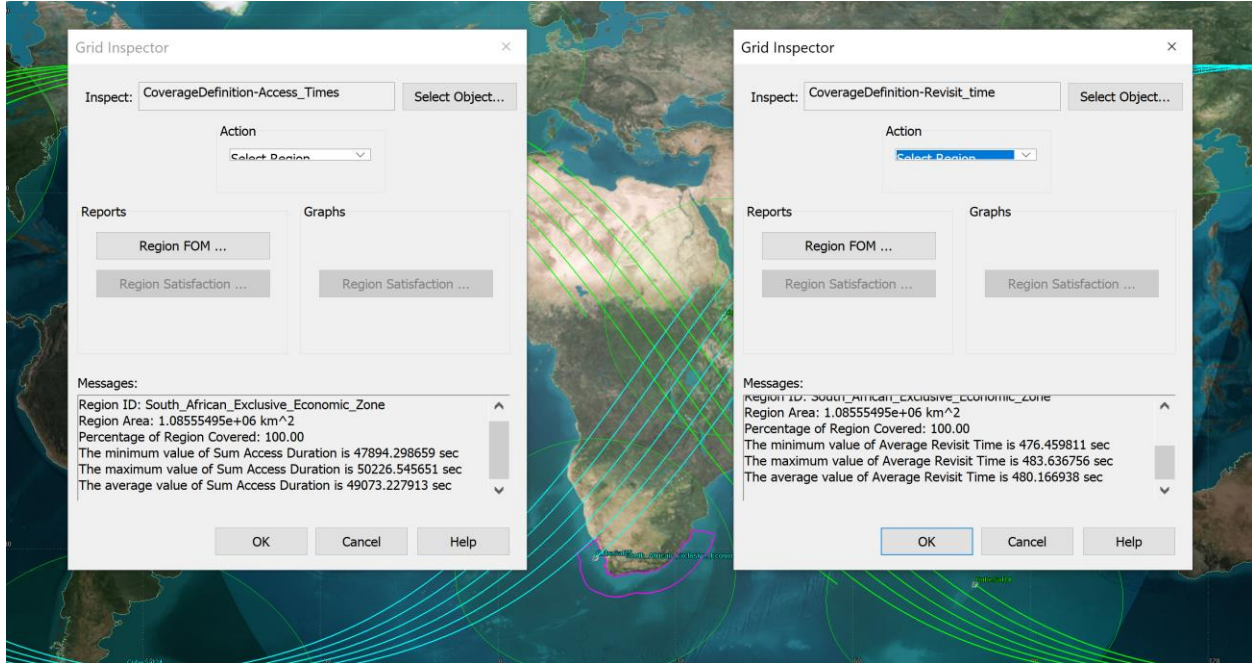 Grid Inspector
Inspect: CoverageDefinition-Access_Times Select Object...
Action
Select Region
Reports Graphs
Region FOM ...
Region Satisfaction ... Region Satisfaction ...
Messages:
Region ID: South_African_Exclusive_Economic_Zone
Region Area: 1.08555495e+06 km^2
Percentage of Region Covered: 100.00
The minimum value of Sum Access Duration is 47894.298659 sec
The maximum value of Sum Access Duration is 50226.545651 sec
The average value of Sum Access Duration is 49073.227913 sec
OK Cancel Help
Grid Inspector
Inspect: CoverageDefinition-Revisit_time Select Object...
Action
Select Region
Reports Graphs
Region FOM ...
Region Satisfaction ... Region Satisfaction ...
Messages:
Region ID: South_African_Exclusive_Economic_Zone
Region Area: 1.08555495e+06 km^2
Percentage of Region Covered: 100.00
The minimum value of Average Revisit Time is 476.459811 sec
The maximum value of Average Revisit Time is 483.636756 sec
The average value of Average Revisit Time is 480.166938 sec
OK Cancel Help